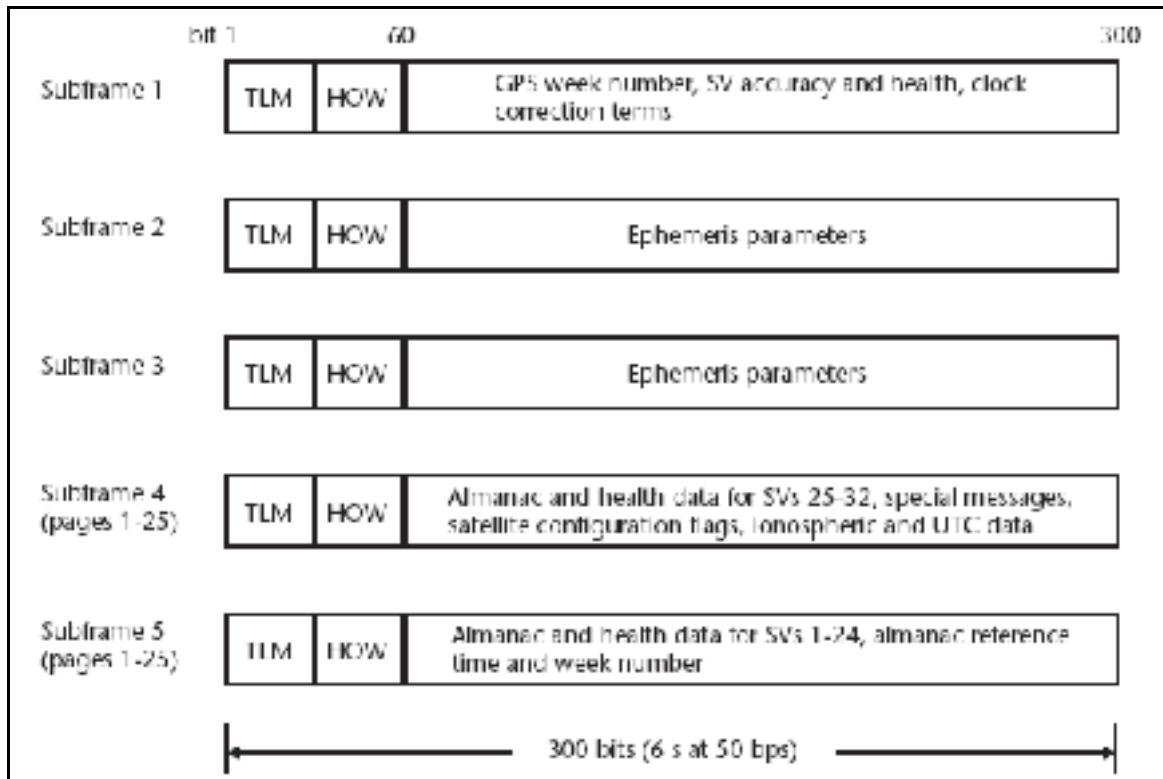 bit 1 60 300
Subframe 1
TLM HOW
GPS week number, SV accuracy and health, clock
correction terms
Subframe 2
TLM HOW Ephemeris parameters
Subframe 3
TLM HOW Ephemeris parameters
Subframe 4
(pages 1-25)
TLM HOW
Almanac and health data for SVs 25-32, special messages,
satellite configuration flags, ionospheric and UTC data
Subframe 5
(pages 1-25)
TLM HOW
Almanac and health data for SVs 1-24, almanac reference
time and week number
300 bits (6 s at 50 bps)